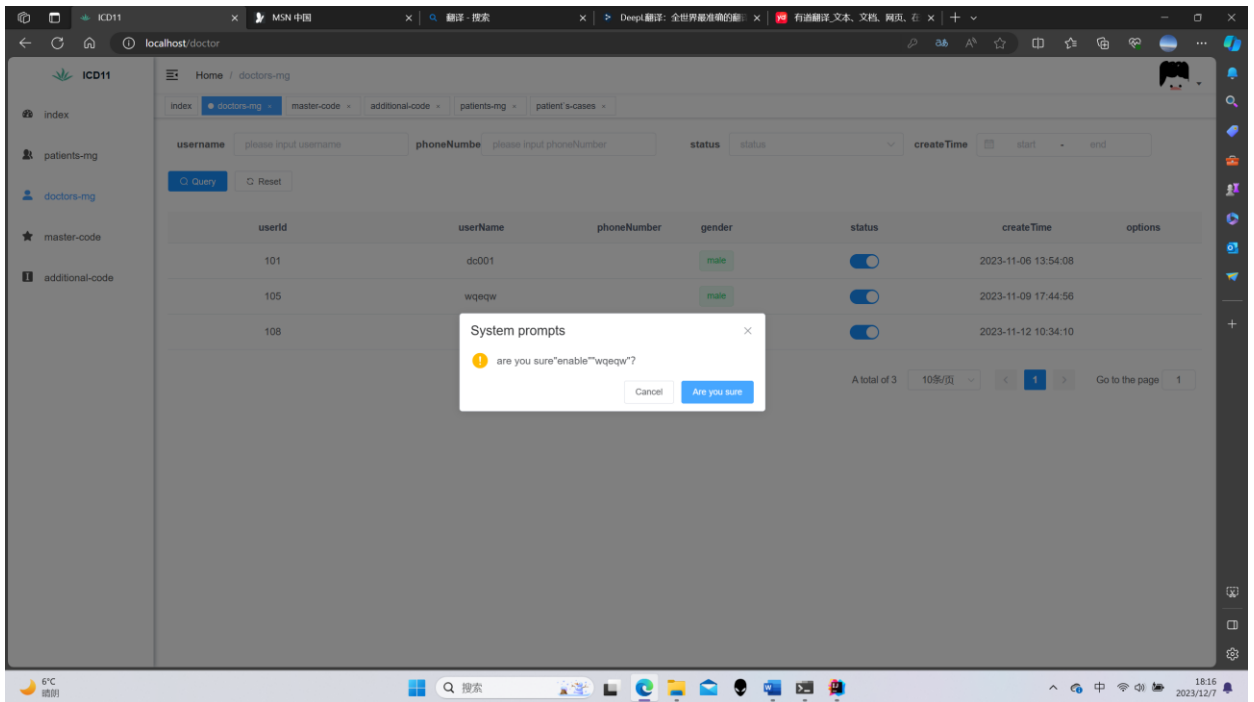 ICD11
MSN 中国
翻译 - 搜索
DeepL翻译：全世界最准确的翻
有道翻译_文本、文档、网页、在
localhost/doctor
ICD11
Home / doctors-mg
index
doctors-mg
master-code
additional-code
patients-mg
patient's-cases
index
patients-mg
doctors-mg
master-code
additional-code
username please input username
phoneNumbe please input phoneNumber
status status
createTime start - end
Query
Reset
userId userName phoneNumber gender status createTime options
101 dc001 male 2023-11-06 13:54:08
105 wqeqw male 2023-11-09 17:44:56
108 2023-11-12 10:34:10
System prompts
are you sure"enable""wqeqw"?
Cancel
Are you sure
A total of 3 10条/页 1 Go to the page 1
6°C
晴朗
搜索
中
18:16
2023/12/7